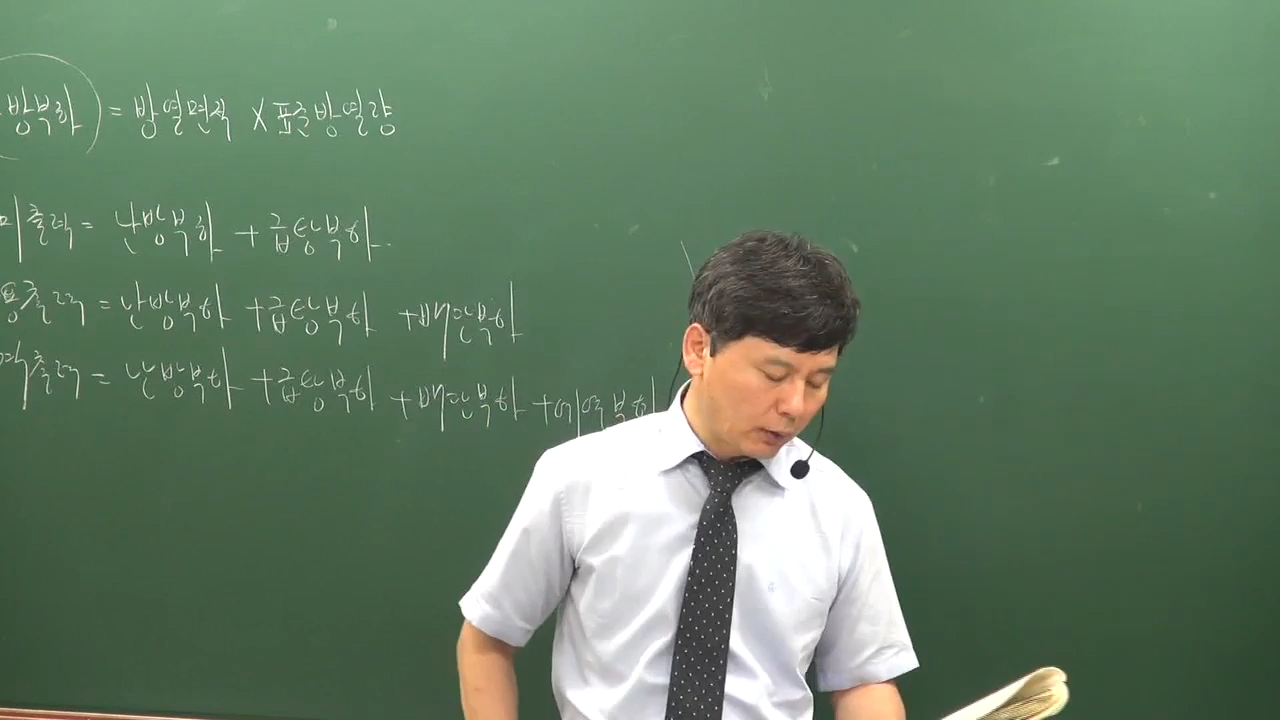 방부하) = 방열면적 X 표준방열량
출력 = 난방부하 + 급탕부하.
용출력 = 난방부하 + 급탕부하 + 배관부하
격출력 = 난방부하 + 급탕부하 + 배관부하 + 예열부하